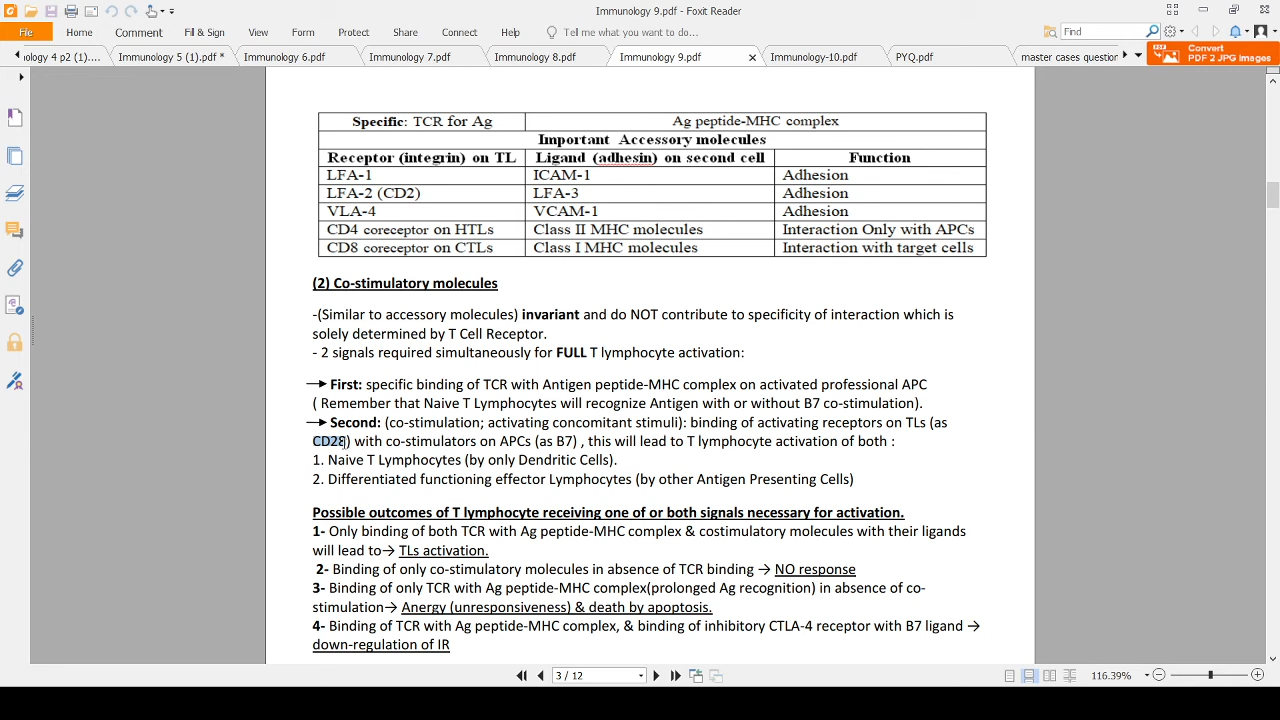 Immunology 9.pdf - Foxit Reader
File Home Comment Fill & Sign View Form Protect Share Connect Help Tell me what you want to do... Find
ology 4 p2 (1).... Immunology 5 (1).pdf * Immunology 6.pdf Immunology 7.pdf Immunology 8.pdf Immunology 9.pdf Immunology-10.pdf PYQ.pdf master cases question
Convert
PDF 2 JPG Images
Specific: TCR for Ag Ag peptide-MHC complex
Important Accessory molecules
Receptor (integrin) on TL Ligand (adhesin) on second cell Function
LFA-1 ICAM-1 Adhesion
LFA-2 (CD2) LFA-3 Adhesion
VLA-4 VCAM-1 Adhesion
CD4 coreceptor on HTLs Class II MHC molecules Interaction Only with APCs
CD8 coreceptor on CTLs Class I MHC molecules Interaction with target cells
(2) Co-stimulatory molecules
-(Similar to accessory molecules) invariant and do NOT contribute to specificity of interaction which is
solely determined by T Cell Receptor.
- 2 signals required simultaneously for FULL T lymphocyte activation:
→ First: specific binding of TCR with Antigen peptide-MHC complex on activated professional APC
( Remember that Naive T Lymphocytes will recognize Antigen with or without B7 co-stimulation).
→ Second: (co-stimulation; activating concomitant stimuli): binding of activating receptors on TLs (as
CD28) with co-stimulators on APCs (as B7) , this will lead to T lymphocyte activation of both :
1. Naive T Lymphocytes (by only Dendritic Cells).
2. Differentiated functioning effector Lymphocytes (by other Antigen Presenting Cells)
Possible outcomes of T lymphocyte receiving one of or both signals necessary for activation.
1- Only binding of both TCR with Ag peptide-MHC complex & costimulatory molecules with their ligands
will lead to→ TLs activation.
2- Binding of only co-stimulatory molecules in absence of TCR binding → NO response
3- Binding of only TCR with Ag peptide-MHC complex(prolonged Ag recognition) in absence of co-
stimulation→ Anergy (unresponsiveness) & death by apoptosis.
4- Binding of TCR with Ag peptide-MHC complex, & binding of inhibitory CTLA-4 receptor with B7 ligand →
down-regulation of IR
3 / 12 116.39%